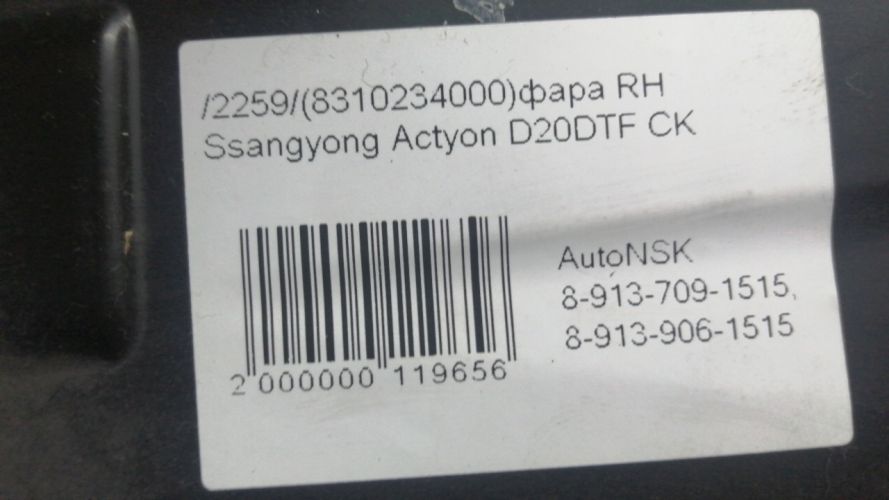 /2259/(8310234000)фара RH
Ssangyong Actyon D20DTF CK
AutoNSK
8-913-709-1515,
8-913-906-1515
2 000000 119656